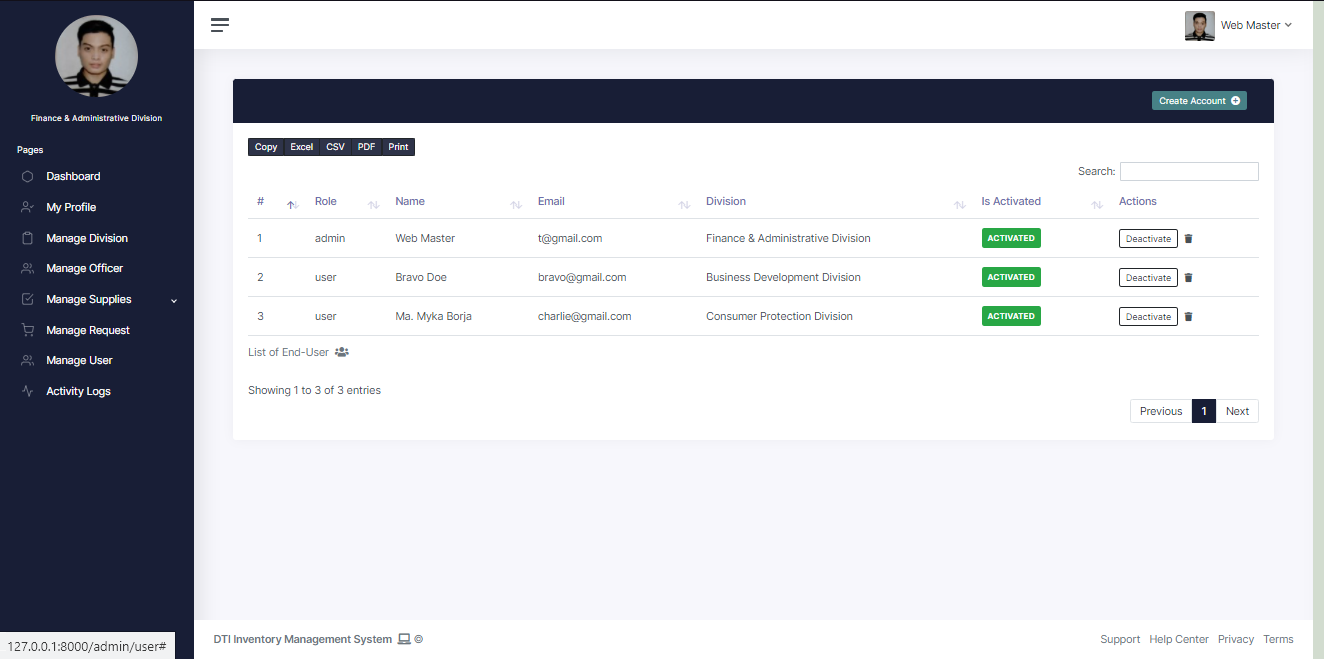 Web Master
Finance & Administrative Division
Pages
Dashboard
My Profile
Manage Division
Manage Officer
Manage Supplies
Manage Request
Manage User
Activity Logs
Create Account
Copy Excel CSV PDF Print
Search:
# Role Name Email Division Is Activated Actions
1 admin Web Master t@gmail.com Finance & Administrative Division ACTIVATED Deactivate
2 user Bravo Doe bravo@gmail.com Business Development Division ACTIVATED Deactivate
3 user Ma. Myka Borja charlie@gmail.com Consumer Protection Division ACTIVATED Deactivate
List of End-User
Showing 1 to 3 of 3 entries
Previous 1 Next
DTI Inventory Management System ©
Support Help Center Privacy Terms
127.0.0.1:8000/admin/user#